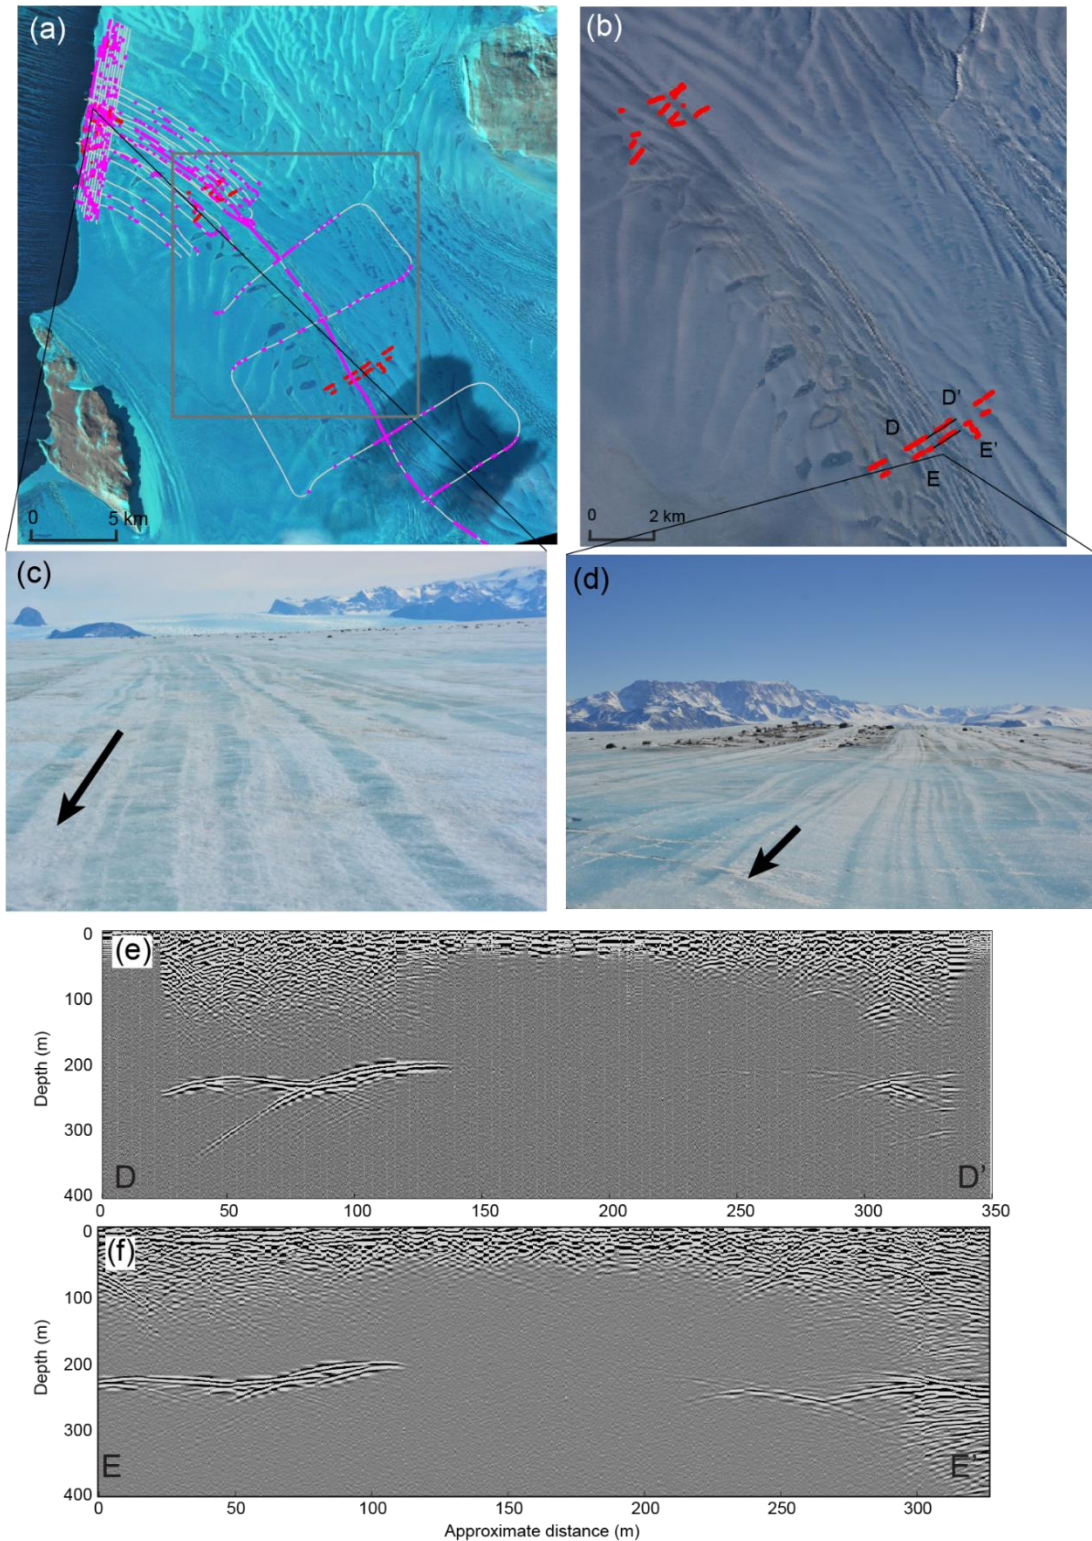 (a)
0 5 km
(b)
D'
D
E'
E
0 2 km
(c)
(d)
(e)
0
100
200
300
400
Depth (m)
D
D'
0 50 100 150 200 250 300 350
(f)
0
100
200
300
400
Depth (m)
E
E'
0 50 100 150 200 250 300
Approximate distance (m)